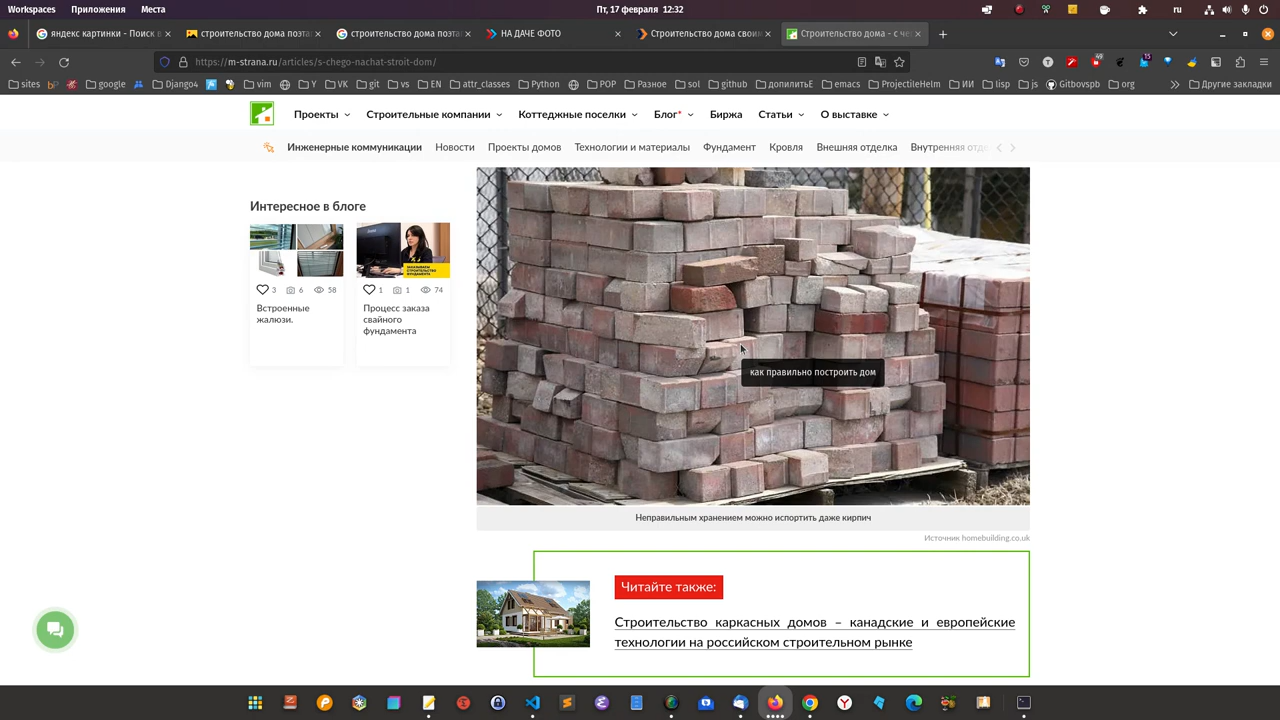 Workspaces Приложения Места Пт, 17 февраля 12:32 ru
яндекс картинки - Поиск в строительство дома поэта строительство дома поэта НА ДАЧЕ ФОТО Строительство дома своим Строительство дома - с че
https://m-strana.ru/articles/s-chego-nachat-stroit-dom/
sites google Django4 Y VK git vs EN attr_classes Python POP Разное sol github допилитьЕ emacs ProjectileHelm ИИ lisp js Gitbovspb org Другие закладки
Проекты Строительные компании Коттеджные поселки Блог* Биржа Статьи О выставке
Инженерные коммуникации Новости Проекты домов Технологии и материалы Фундамент Кровля Внешняя отделка Внутренняя отд
Интересное в блоге
3 6 58 1 1 74
Встроенные жалюзи.
Процесс заказа свайного фундамента
как правильно построить дом
Неправильным хранением можно испортить даже кирпич
Источник homebuilding.co.uk
Читайте также:
Строительство каркасных домов – канадские и европейские
технологии на российском строительном рынке